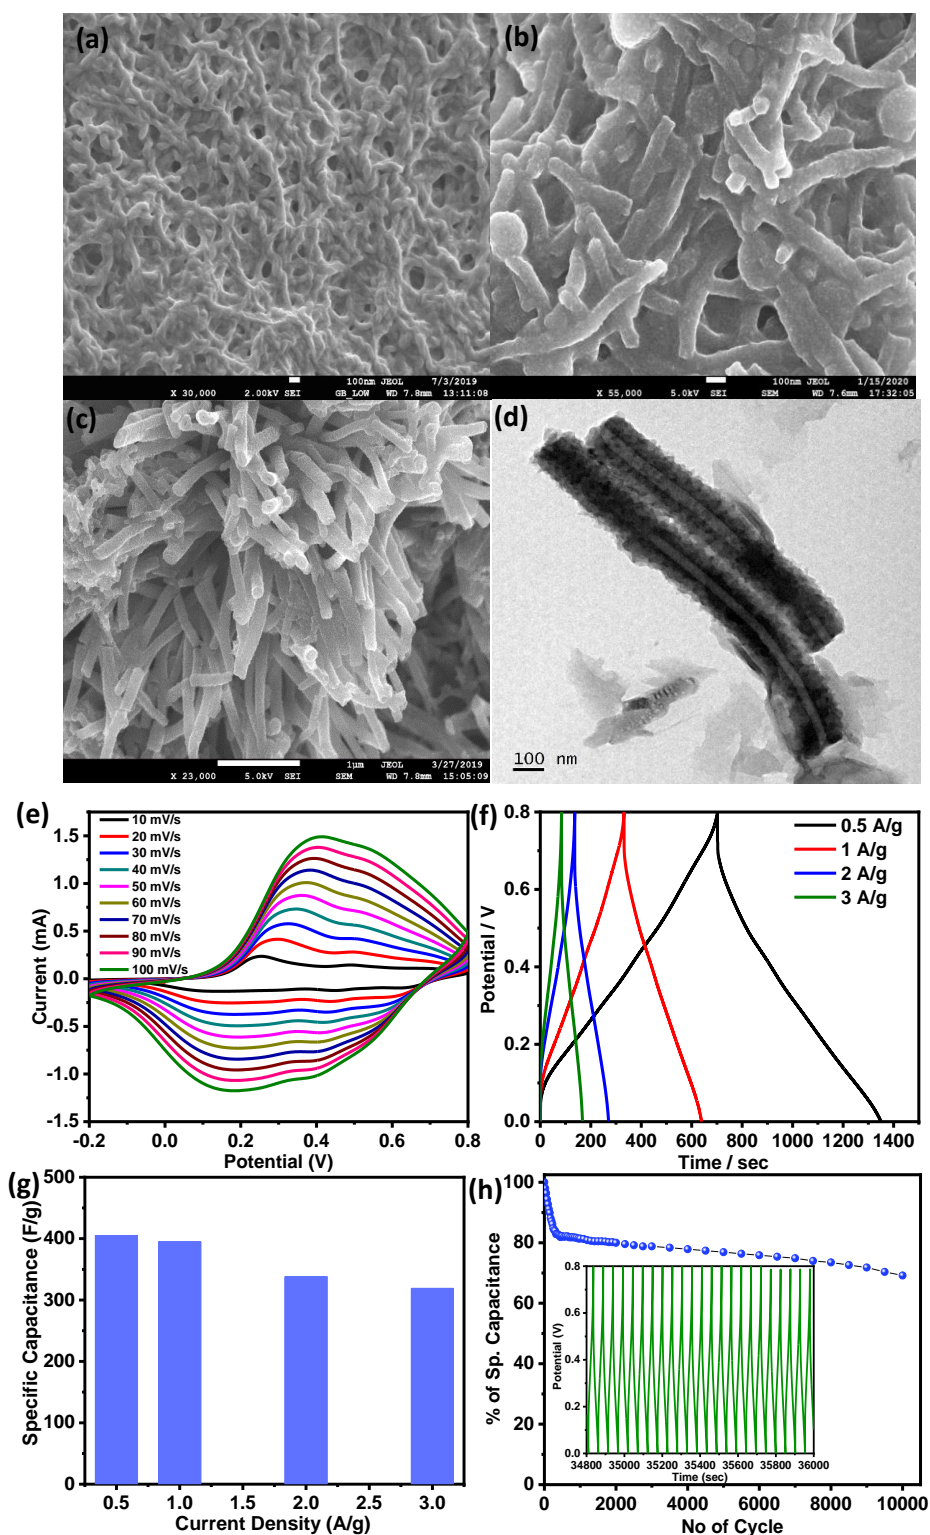 (a)
(b)
100nm JEOL 7/3/2019
X 30,000 2.00kV SEI GB_LOW WD 7.8mm 13:11:08
100nm JEOL 1/15/2020
X 55,000 5.0kV SEI SEM WD 7.6mm 17:32:05
(c)
(d)
1µm JEOL 3/27/2019
X 23,000 5.0kV SEI SEM WD 7.8mm 15:05:09
100 nm
(e)
10 mV/s
20 mV/s
30 mV/s
40 mV/s
50 mV/s
60 mV/s
70 mV/s
80 mV/s
90 mV/s
100 mV/s
1.5
1.0
0.5
0.0
-0.5
-1.0
-1.5
Current (mA)
-0.2 0.0 0.2 0.4 0.6 0.8
Potential (V)
(f)
0.5 A/g
1 A/g
2 A/g
3 A/g
0.8
0.6
0.4
0.2
0.0
Potential / V
0 200 400 600 800 1000 1200 1400
Time / sec
(g)
500
400
300
200
100
0
Specific Capacitance (F/g)
0.5 1.0 1.5 2.0 2.5 3.0
Current Density (A/g)
(h)
100
80
60
40
20
0
% of Sp. Capacitance
0.8
0.6
0.4
0.2
0.0
Potential (V)
34800 35000 35200 35400 35600 35800 36000
Time (sec)
0 2000 4000 6000 8000 10000
No of Cycle